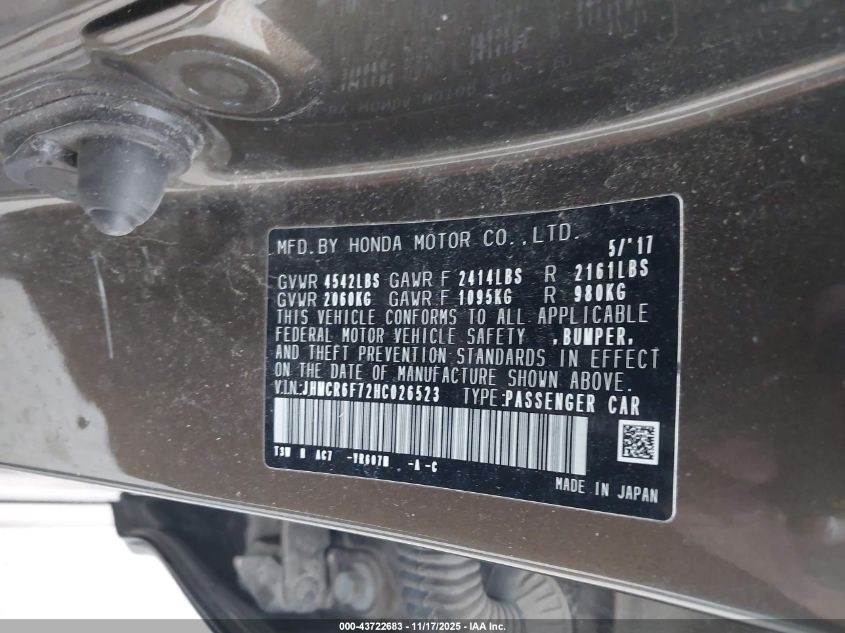 MFD. BY HONDA MOTOR CO., LTD. 5/'17
GVWR 4542LBS GAWR F 2414LBS R 2161LBS
GVWR 2060KG GAWR F 1095KG R 980KG
THIS VEHICLE CONFORMS TO ALL APPLICABLE
FEDERAL MOTOR VEHICLE SAFETY , BUMPER,
AND THEFT PREVENTION STANDARDS IN EFFECT
ON THE DATE OF MANUFACTURE SHOWN ABOVE.
V.I.N.:JHMCR6F72HC026523 TYPE:PASSENGER CAR
AC7 -YR607M -A -C
MADE IN JAPAN
000-43722683 - 11/17/2025 - IAA Inc.